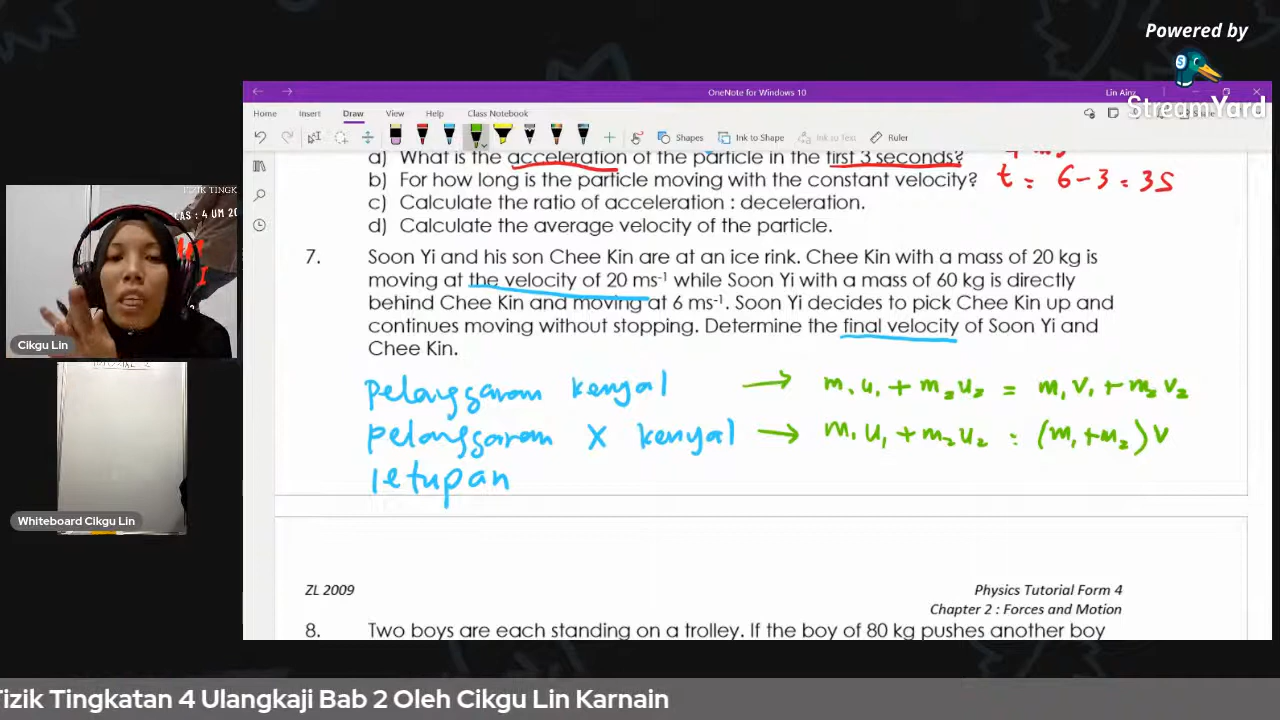 Powered by
StreamYard
OneNote for Windows 10
Lin Ainy
Home Insert Draw View Help Class Notebook
Shapes Ink to Shape Ink to Text Ruler
a) What is the acceleration of the particle in the first 3 seconds?
b) For how long is the particle moving with the constant velocity?
t = 6 - 3 = 3s
c) Calculate the ratio of acceleration : deceleration.
d) Calculate the average velocity of the particle.
7. Soon Yi and his son Chee Kin are at an ice rink. Chee Kin with a mass of 20 kg is
moving at the velocity of 20 ms⁻¹ while Soon Yi with a mass of 60 kg is directly
behind Chee Kin and moving at 6 ms⁻¹. Soon Yi decides to pick Chee Kin up and
continues moving without stopping. Determine the final velocity of Soon Yi and
Chee Kin.
pelanggaran kenyal → m₁u₁ + m₂u₂ = m₁v₁ + m₂v₂
pelanggaran X kenyal → m₁u₁ + m₂u₂ = (m₁+m₂)v
letupan
ZL 2009
Physics Tutorial Form 4
Chapter 2 : Forces and Motion
8. Two boys are each standing on a trolley. If the boy of 80 kg pushes another boy
Cikgu Lin
Whiteboard Cikgu Lin
Fizik Tingkatan 4 Ulangkaji Bab 2 Oleh Cikgu Lin Karnain